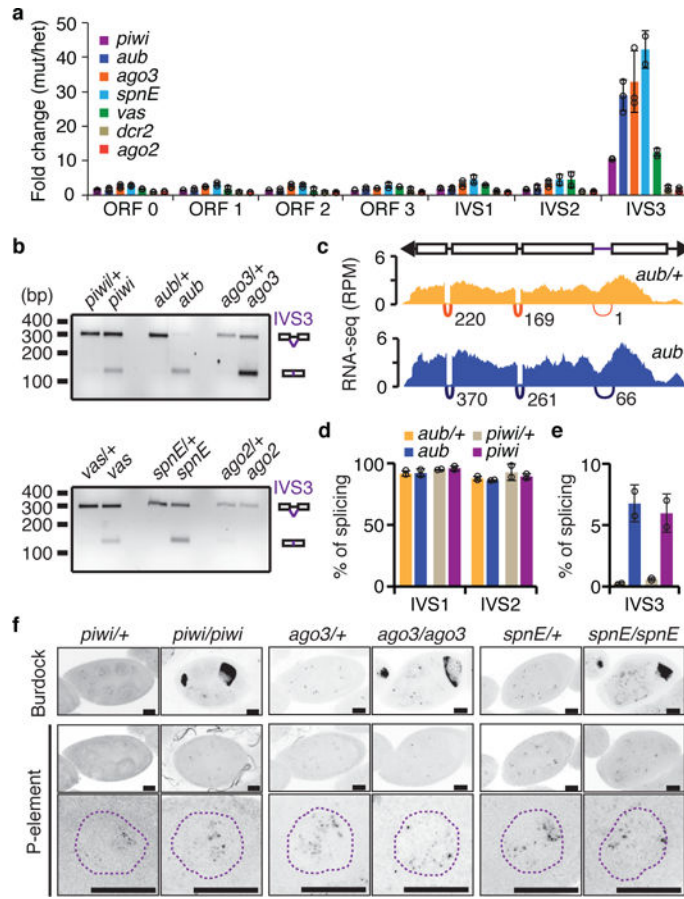 a
Fold change (mut/het)
50
40
30
20
10
0
piwi
aub
ago3
spnE
vas
dcr2
ago2
ORF 0 ORF 1 ORF 2 ORF 3 IVS1 IVS2 IVS3
b
(bp)
piwil/+ piwi aub/+ aub ago3/+ ago3
IVS3
400
300
200
100
vas/+ vas spnE/+ spnE ago2/+ ago2
IVS3
400
300
200
100
c
RNA-seq (RPM)
6
0
aub/+
220 169 1
6
0
aub
370 261 66
d
aub/+ piwi/+
aub piwi
% of splicing
100
50
0
IVS1 IVS2
e
% of splicing
10
5
0
IVS3
f
piwi/+ piwi/piwi ago3/+ ago3/ago3 spnE/+ spnE/spnE
Burdock
P-element